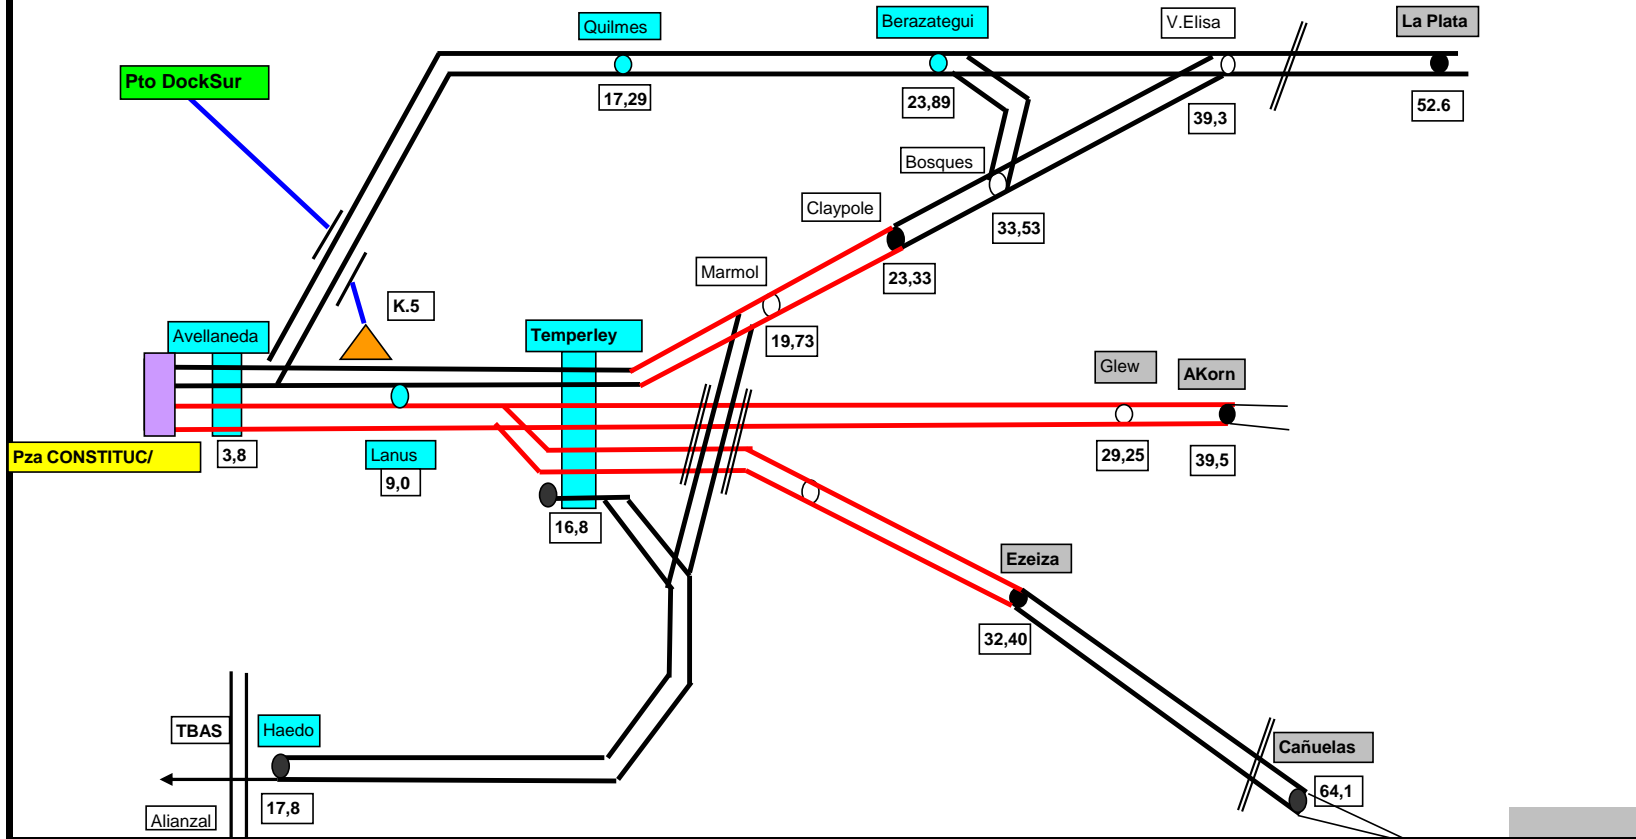 Quilmes
Berazategui
V.Elisa
La Plata
Pto DockSur
17,29
23,89
39,3
52.6
Bosques
Claypole
33,53
Marmol
23,33
K.5
Avellaneda
Temperley
19,73
Glew
AKorn
Pza CONSTITUC/
3,8
Lanus
9,0
29,25
39,5
16,8
Ezeiza
32,40
TBAS
Haedo
Cañuelas
17,8
64,1
Alianzal